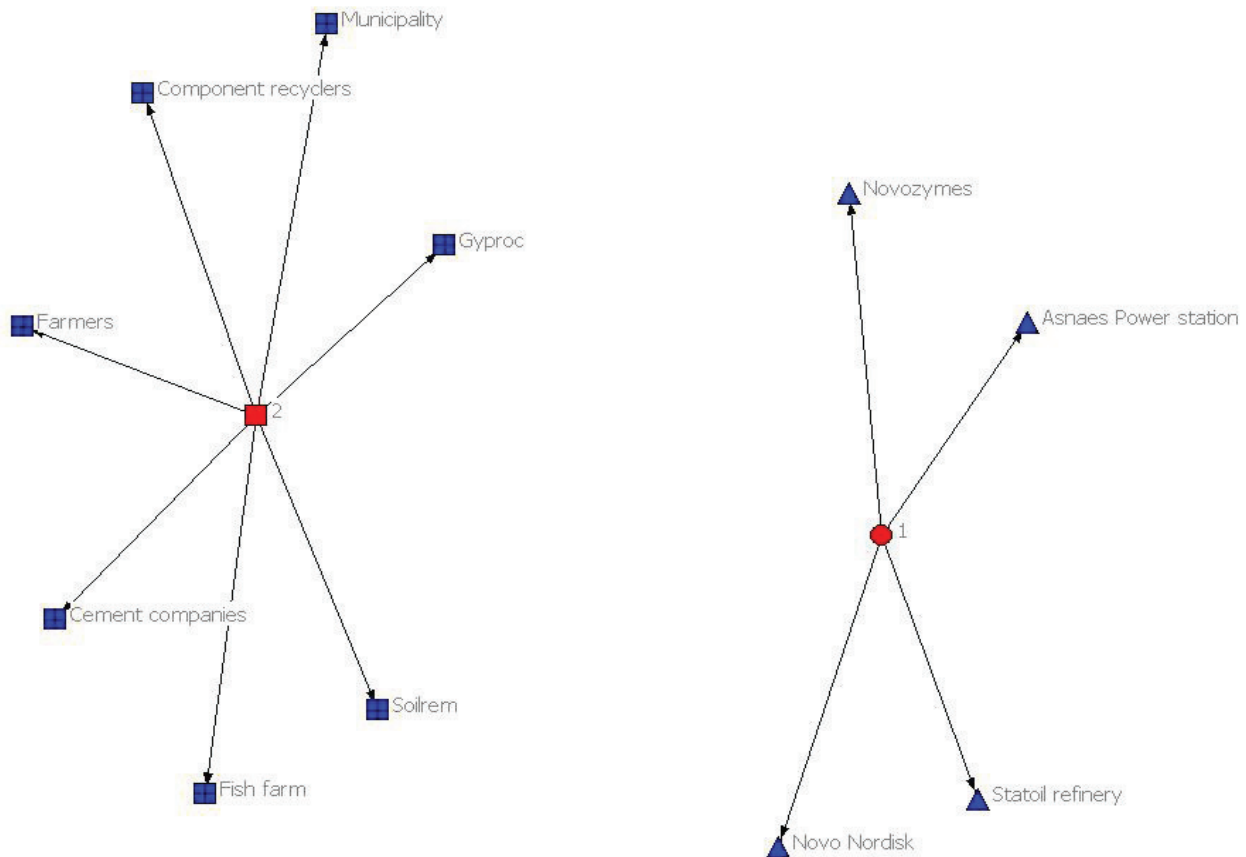 Municipality
Component recyclers
Novozymes
Gyproc
Farmers
Asnaes Power station
2
1
Cement companies
Soilrem
Fish farm
Statoil refinery
Novo Nordisk